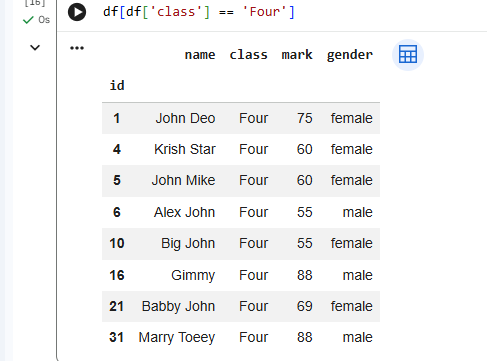 [16]
0s
df[df['class'] == 'Four']
name class mark gender
id
1 John Deo Four 75 female
4 Krish Star Four 60 female
5 John Mike Four 60 female
6 Alex John Four 55 male
10 Big John Four 55 female
16 Gimmy Four 88 male
21 Babby John Four 69 female
31 Marry Toeey Four 88 male